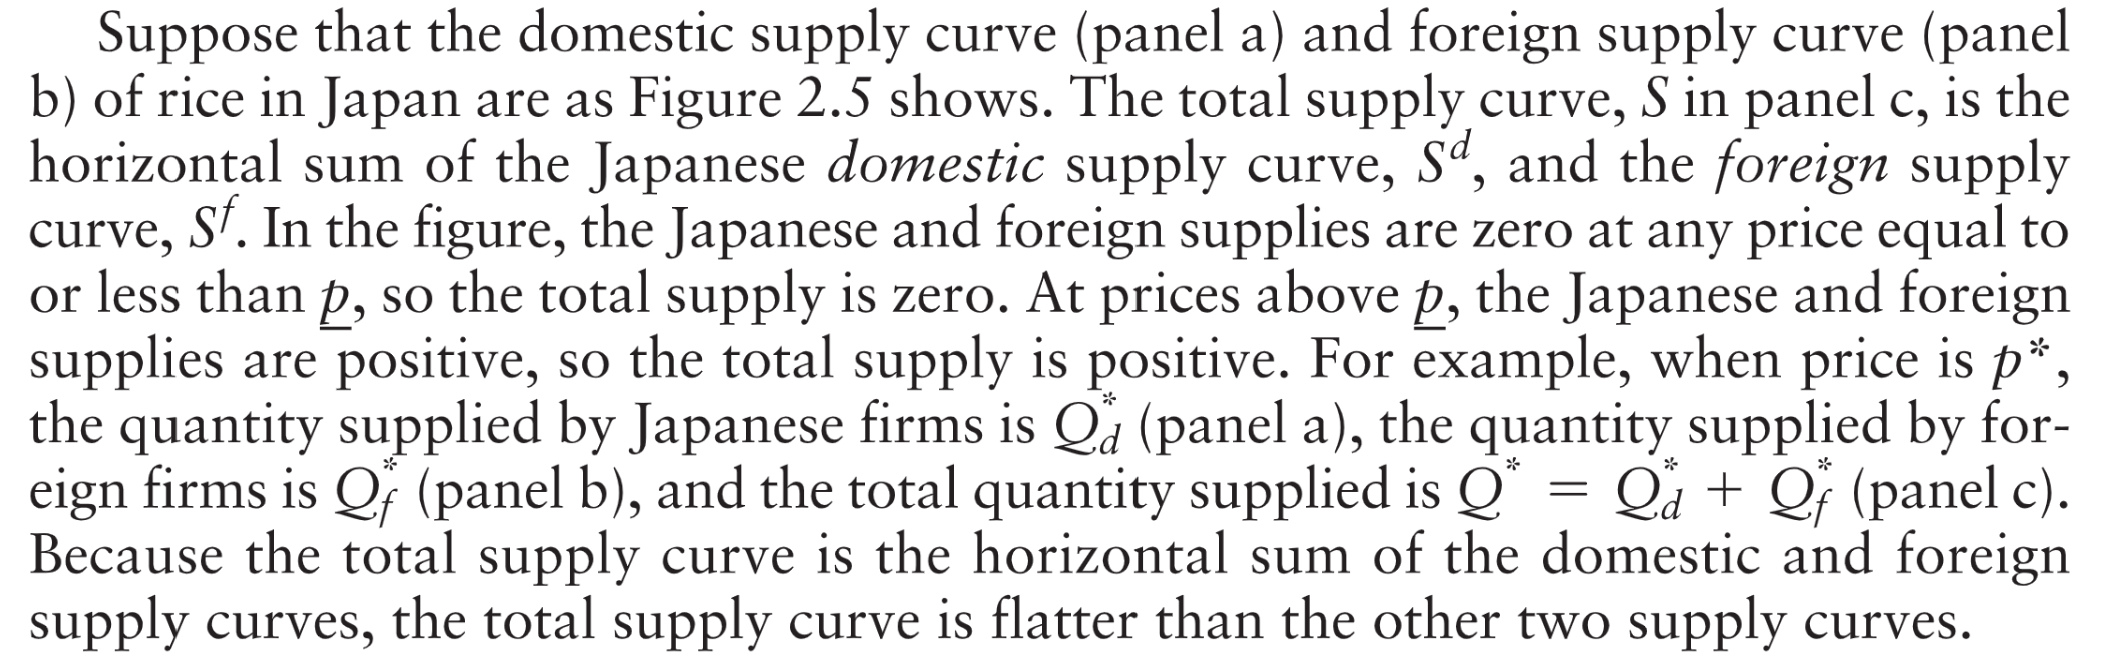 Suppose that the domestic supply curve (panel a) and foreign supply curve (panel
b) of rice in Japan are as Figure 2.5 shows. The total supply curve, S in panel c, is the
horizontal sum of the Japanese domestic supply curve, S^d, and the foreign supply
curve, S^f. In the figure, the Japanese and foreign supplies are zero at any price equal to
or less than p̲, so the total supply is zero. At prices above p̲, the Japanese and foreign
supplies are positive, so the total supply is positive. For example, when price is p*,
the quantity supplied by Japanese firms is Q_d^* (panel a), the quantity supplied by for-
eign firms is Q_f^* (panel b), and the total quantity supplied is Q^* = Q_d^* + Q_f^* (panel c).
Because the total supply curve is the horizontal sum of the domestic and foreign
supply curves, the total supply curve is flatter than the other two supply curves.